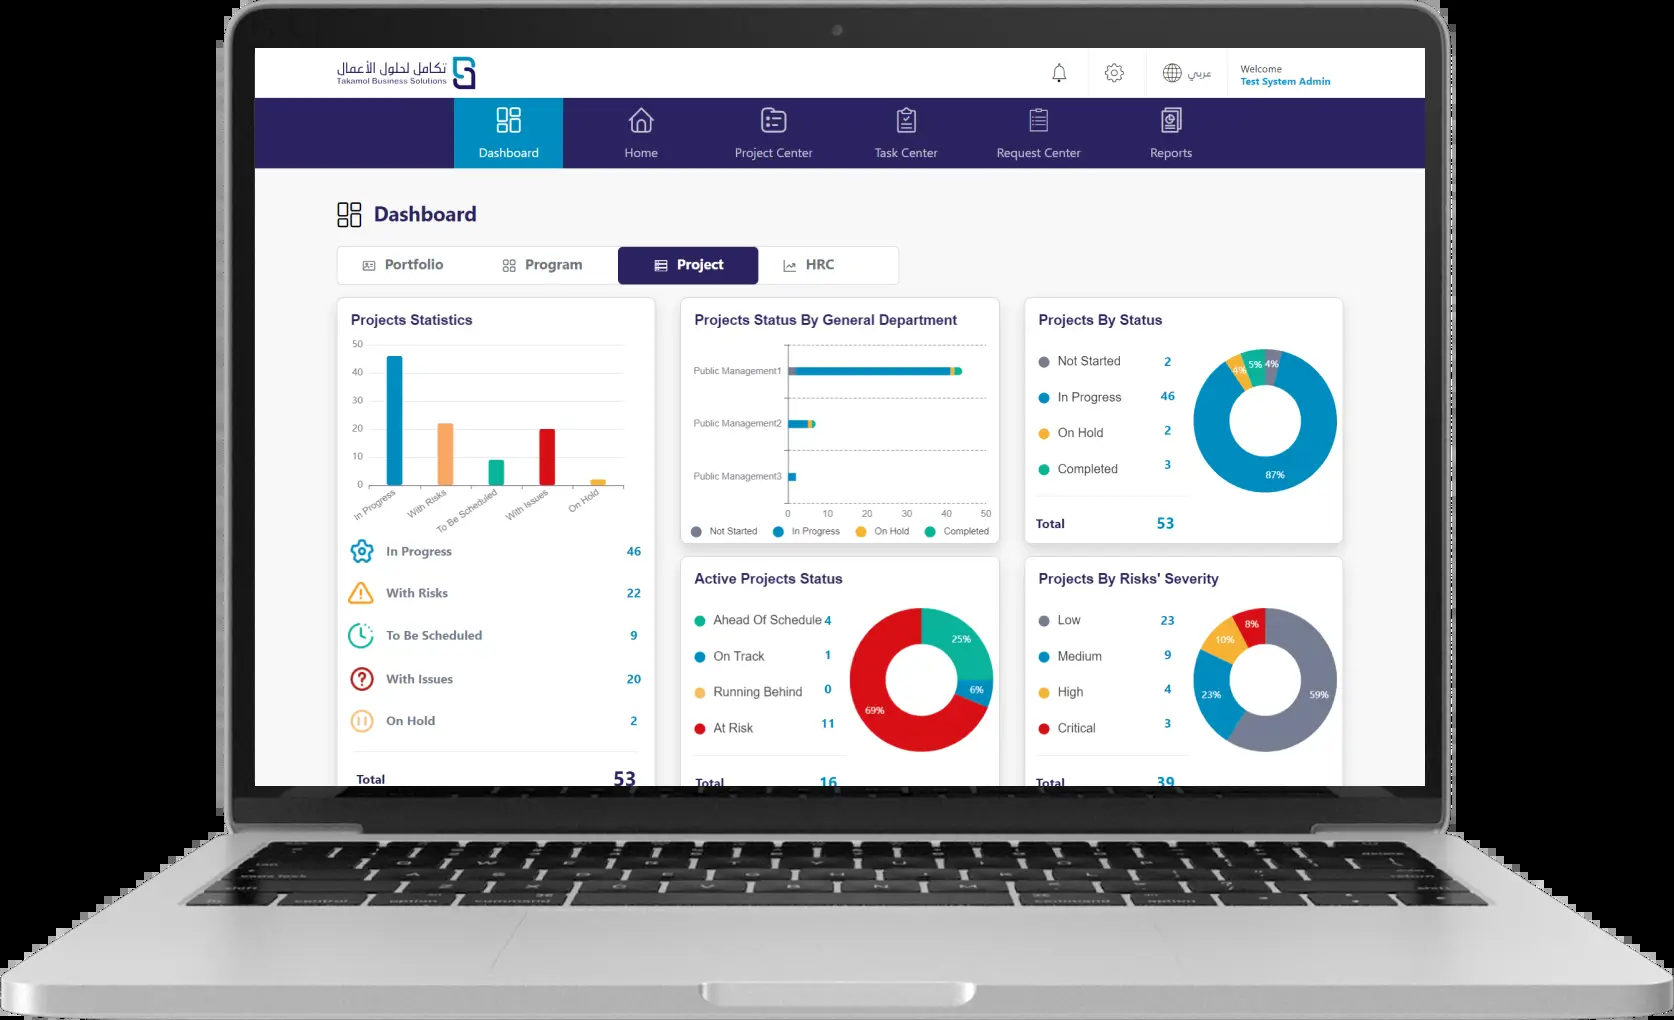 تكامل لحلول الأعمال
Takamol Business Solutions
عربي
Welcome
Test System Admin
Dashboard
Home
Project Center
Task Center
Request Center
Reports
Dashboard
Portfolio
Program
Project
HRC
Projects Statistics
50
40
30
20
10
0
In Progress
With Risks
To Be Scheduled
With Issues
On Hold
In Progress 46
With Risks 22
To Be Scheduled 9
With Issues 20
On Hold 2
Total 53
Projects Status By General Department
Public Management1
Public Management2
Public Management3
0 10 20 30 40 50
Not Started In Progress On Hold Completed
Projects By Status
Not Started 2
In Progress 46
On Hold 2
Completed 3
4% 5% 4%
87%
Total 53
Active Projects Status
Ahead Of Schedule 4
On Track 1
Running Behind 0
At Risk 11
25%
6%
69%
Total 16
Projects By Risks' Severity
Low 23
Medium 9
High 4
Critical 3
8%
10%
23%
59%
Total 39